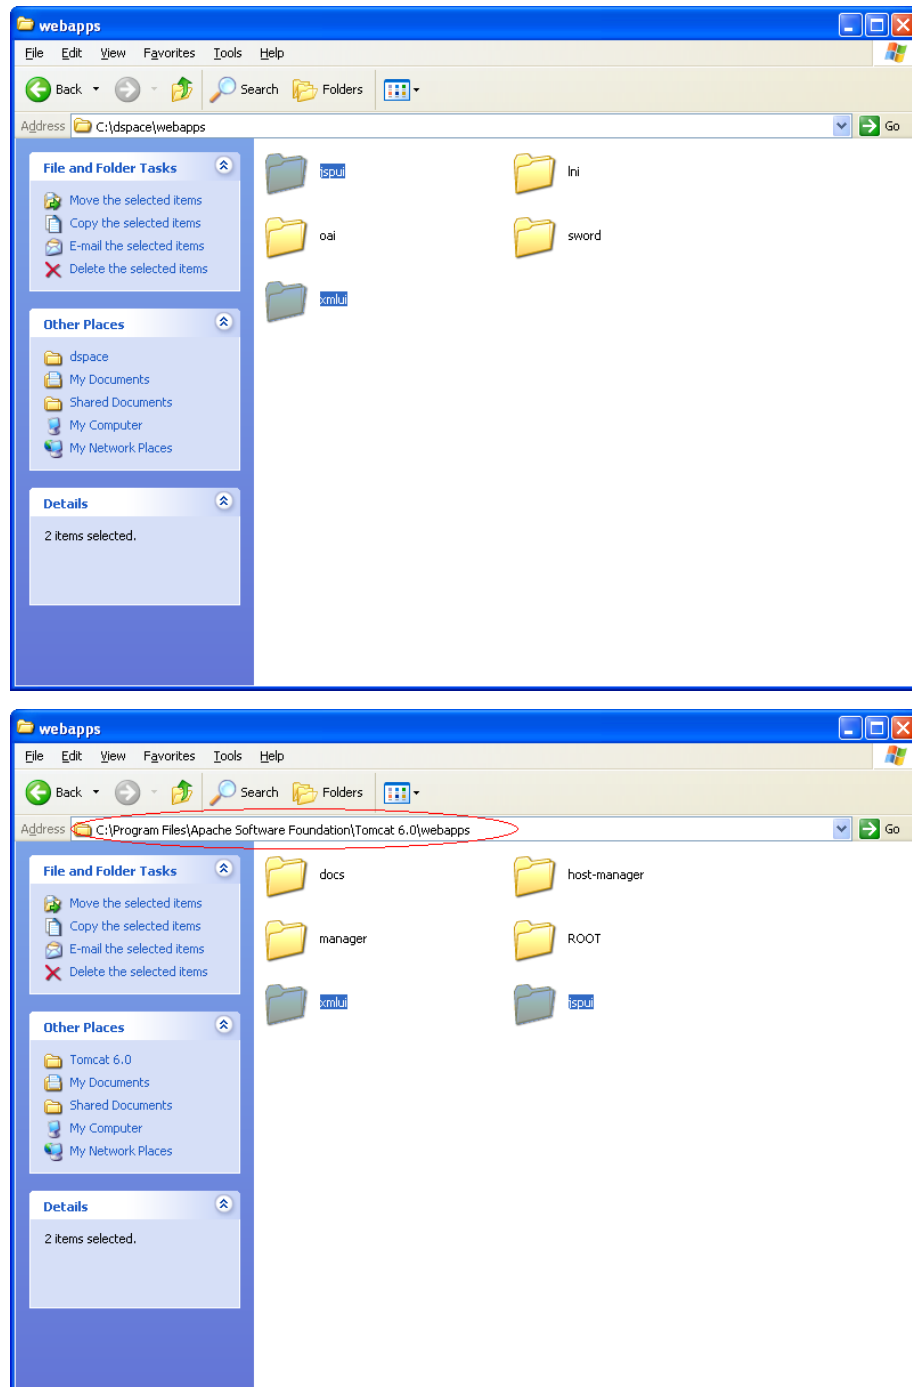 webapps
File Edit View Favorites Tools Help
Back Search Folders
Address C:\dspace\webapps Go
File and Folder Tasks
Move the selected items
Copy the selected items
E-mail the selected items
Delete the selected items
Other Places
dspace
My Documents
Shared Documents
My Computer
My Network Places
Details
2 items selected.
jspui lni
oai sword
xmlui
webapps
File Edit View Favorites Tools Help
Back Search Folders
Address C:\Program Files\Apache Software Foundation\Tomcat 6.0\webapps Go
File and Folder Tasks
Move the selected items
Copy the selected items
E-mail the selected items
Delete the selected items
Other Places
Tomcat 6.0
My Documents
Shared Documents
My Computer
My Network Places
Details
2 items selected.
docs host-manager
manager ROOT
xmlui jspui